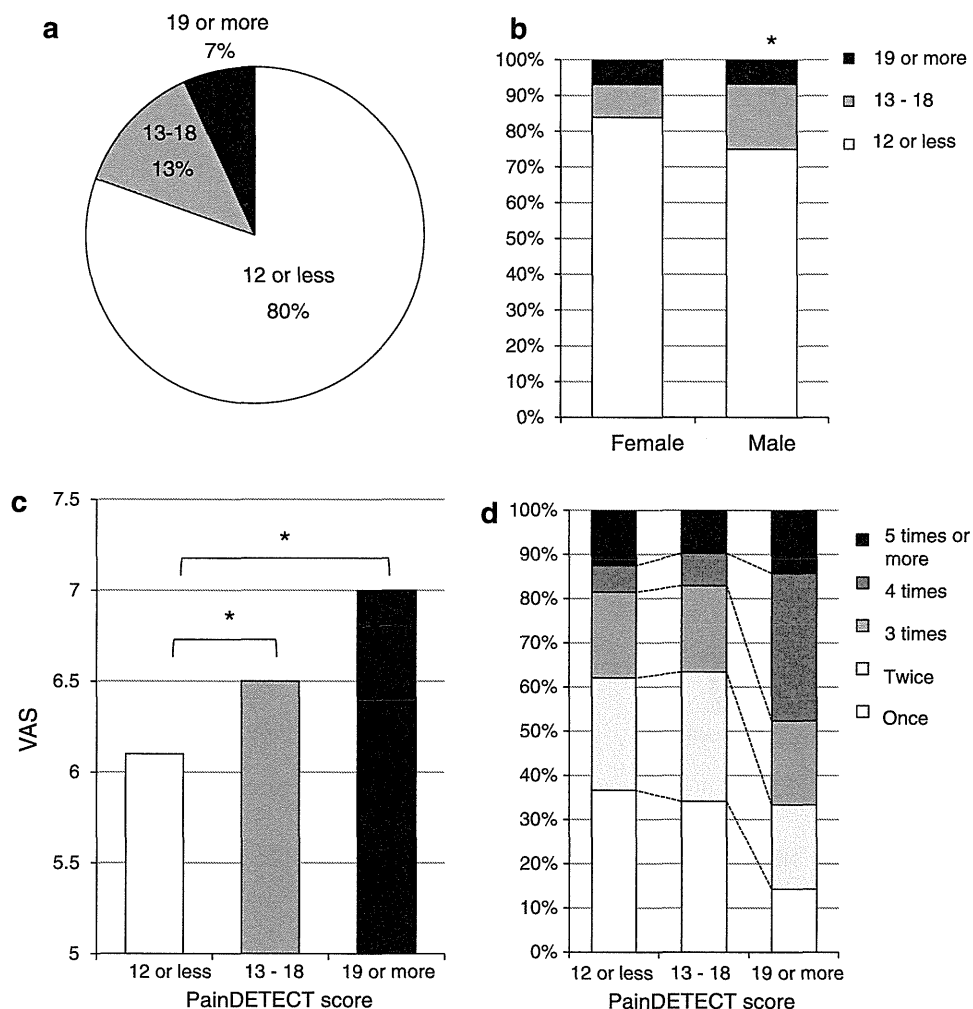 a
19 or more
7%
13-18
13%
12 or less
80%
b
*
100%
90%
80%
70%
60%
50%
40%
30%
20%
10%
0%
Female
Male
19 or more
13 - 18
12 or less
c
VAS
7.5
7
6.5
6
5.5
5
*
*
12 or less
13 - 18
19 or more
PainDETECT score
d
100%
90%
80%
70%
60%
50%
40%
30%
20%
10%
0%
12 or less
13 - 18
19 or more
PainDETECT score
5 times or
more
4 times
3 times
Twice
Once